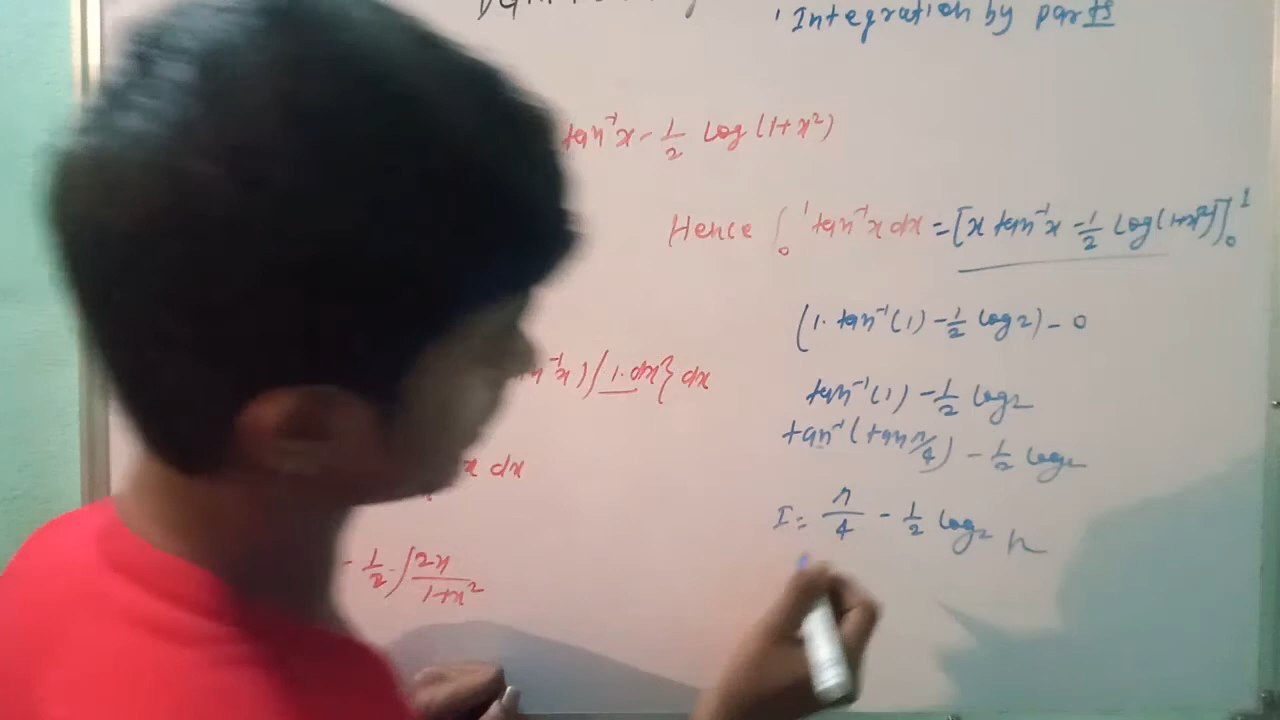 Integration by parts
tan⁻¹x - 1/2 log(1+x²)
Hence ∫₀¹ tan⁻¹x dx = [x tan⁻¹x - 1/2 log(1+x²)]₀¹
(1. tan⁻¹(1) - 1/2 log2) - 0
⁻¹x) ∫1.dx} dx
tan⁻¹(1) - 1/2 log2
tan⁻¹(tan π/4) - 1/2 log2
x dx
I = π/4 - 1/2 log2
- 1/2 . ∫ 2x/1+x²